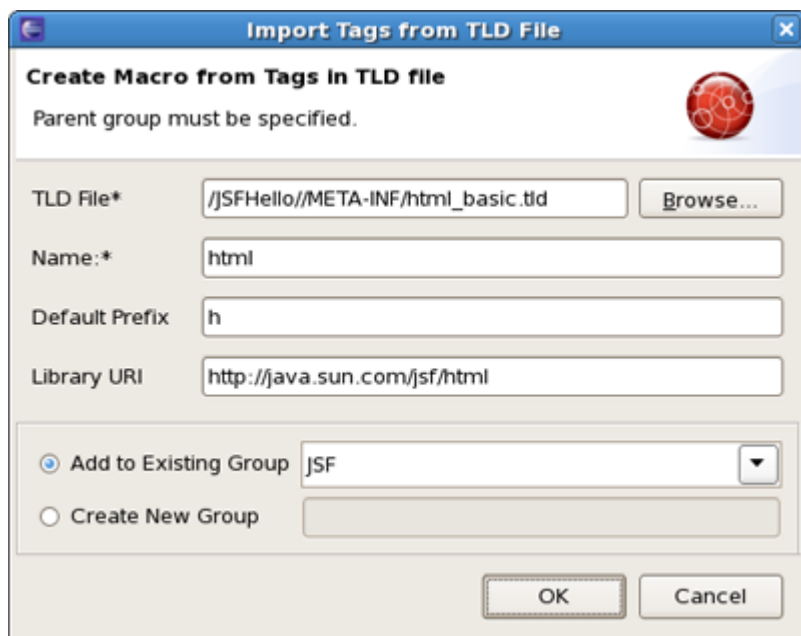 Import Tags from TLD File
Create Macro from Tags in TLD file
Parent group must be specified.
TLD File* /JSFHello//META-INF/html_basic.tld Browse...
Name:* html
Default Prefix h
Library URI http://java.sun.com/jsf/html
Add to Existing Group JSF
Create New Group
OK Cancel